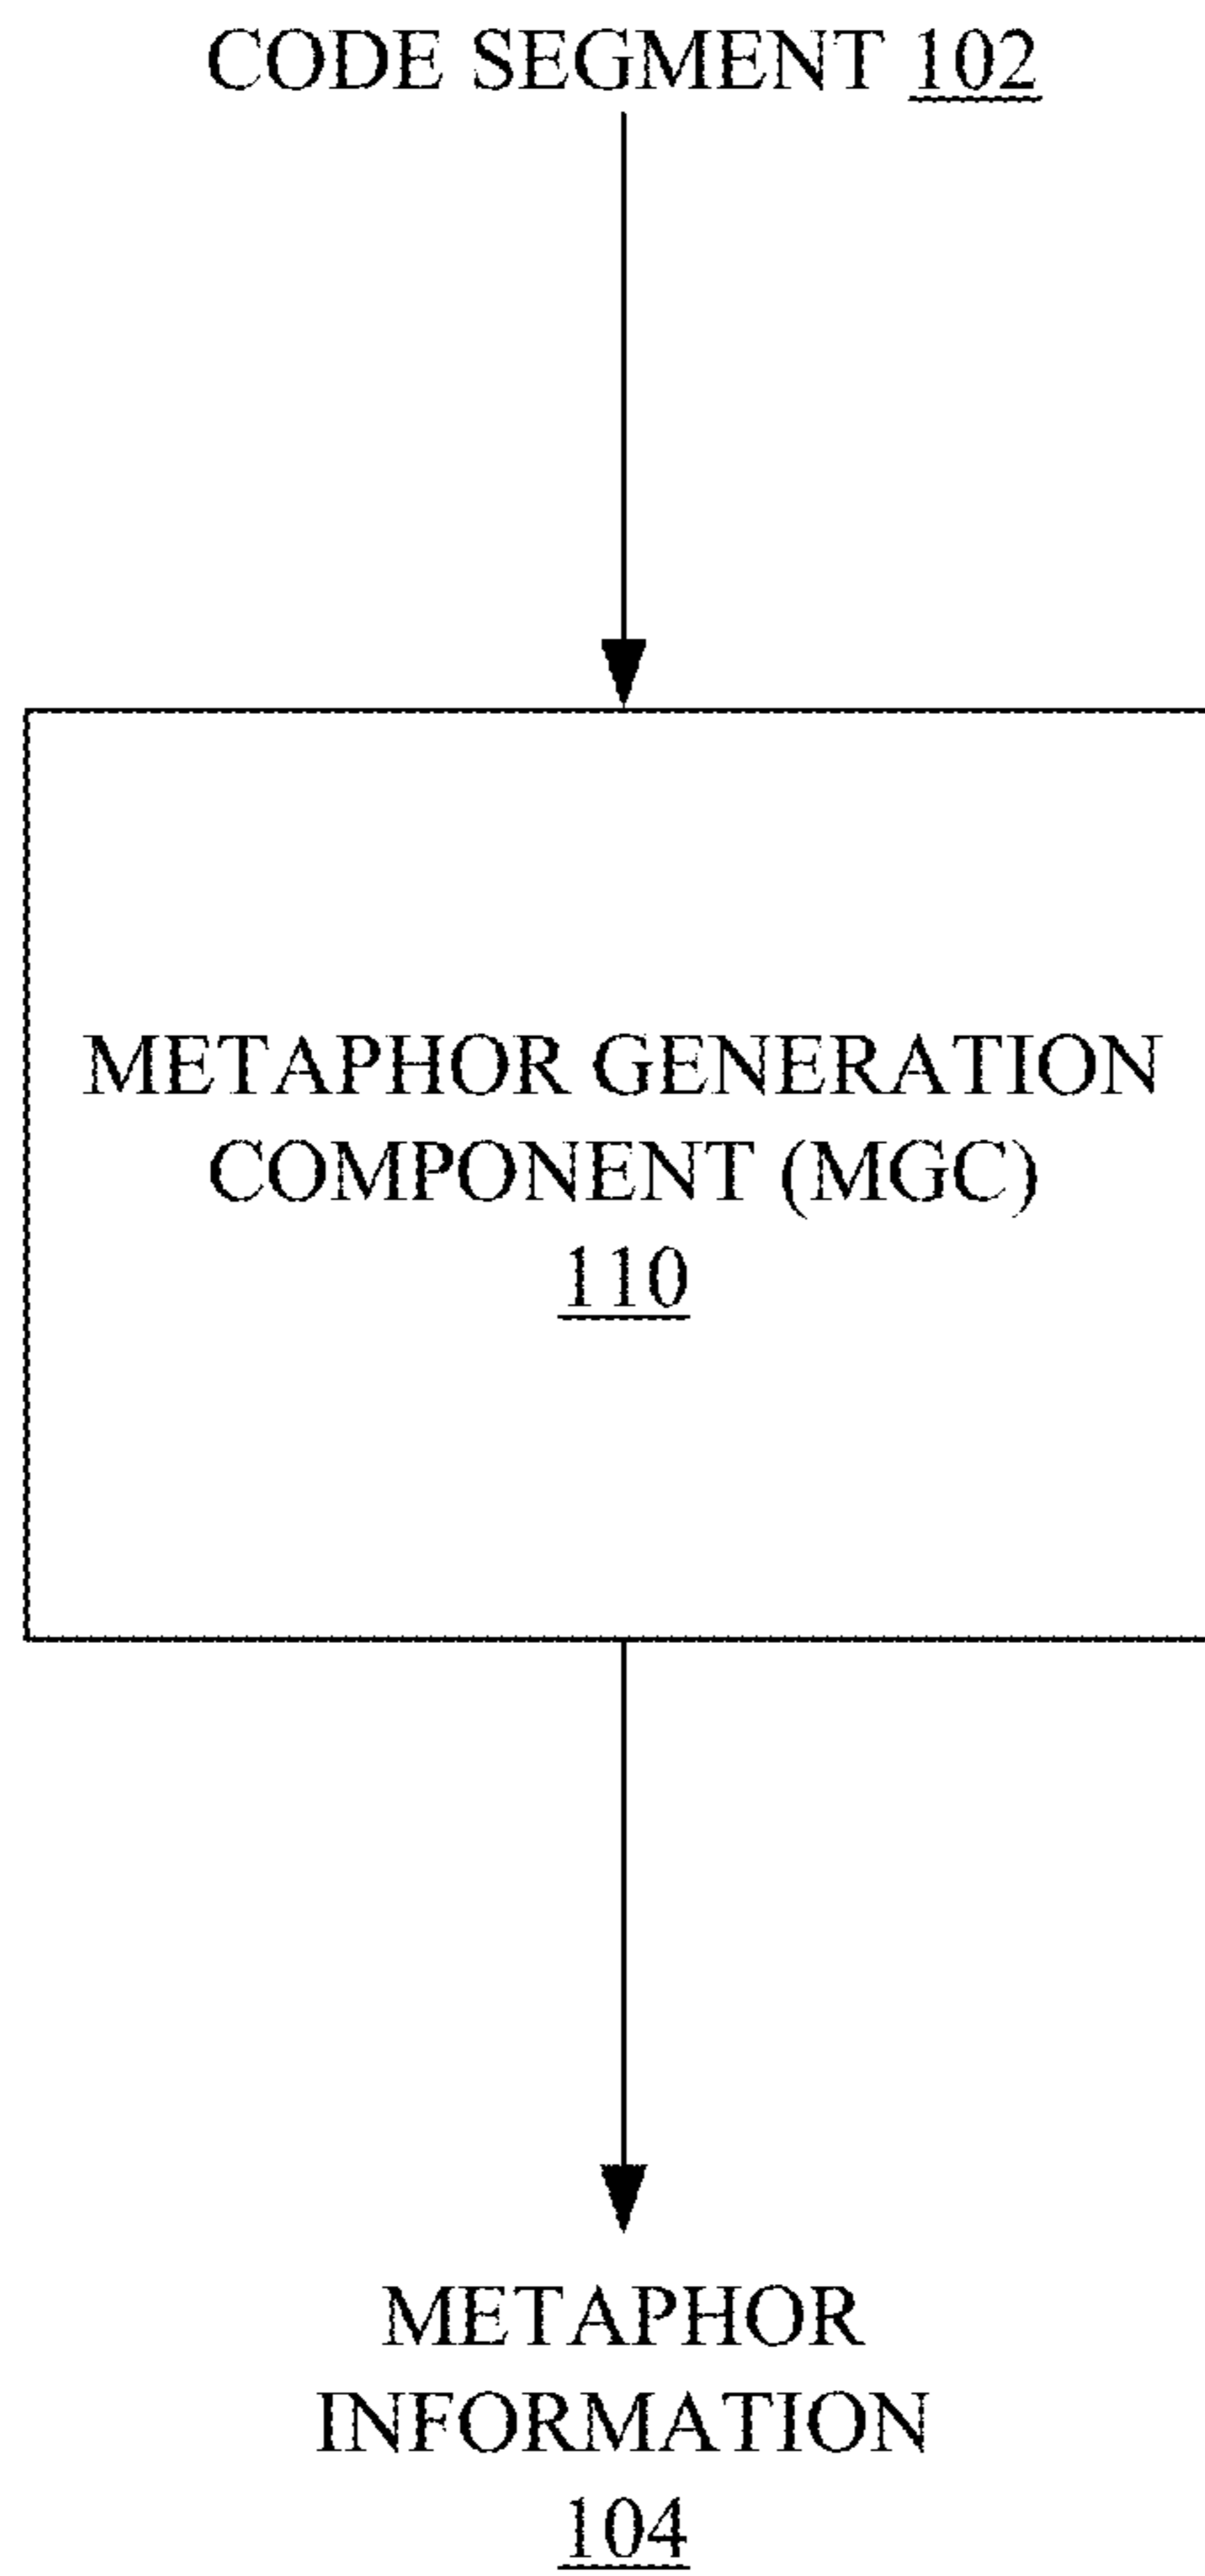 CODE SEGMENT 102
METAPHOR GENERATION
COMPONENT (MGC)
110
METAPHOR
INFORMATION
104